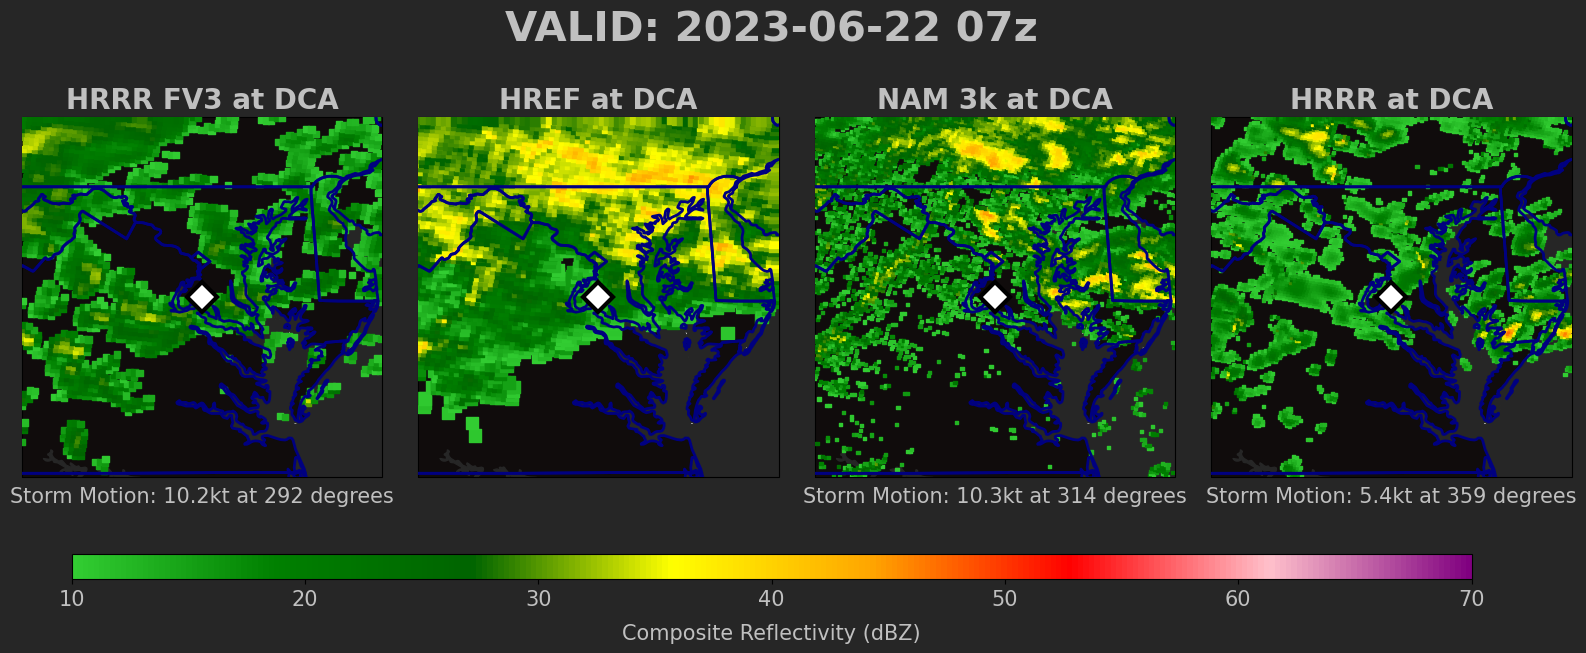 VALID: 2023-06-22 07z
HRRR FV3 at DCA
HREF at DCA
NAM 3k at DCA
HRRR at DCA
Storm Motion: 10.2kt at 292 degrees
Storm Motion: 10.3kt at 314 degrees
Storm Motion: 5.4kt at 359 degrees
10 20 30 40 50 60 70
Composite Reflectivity (dBZ)